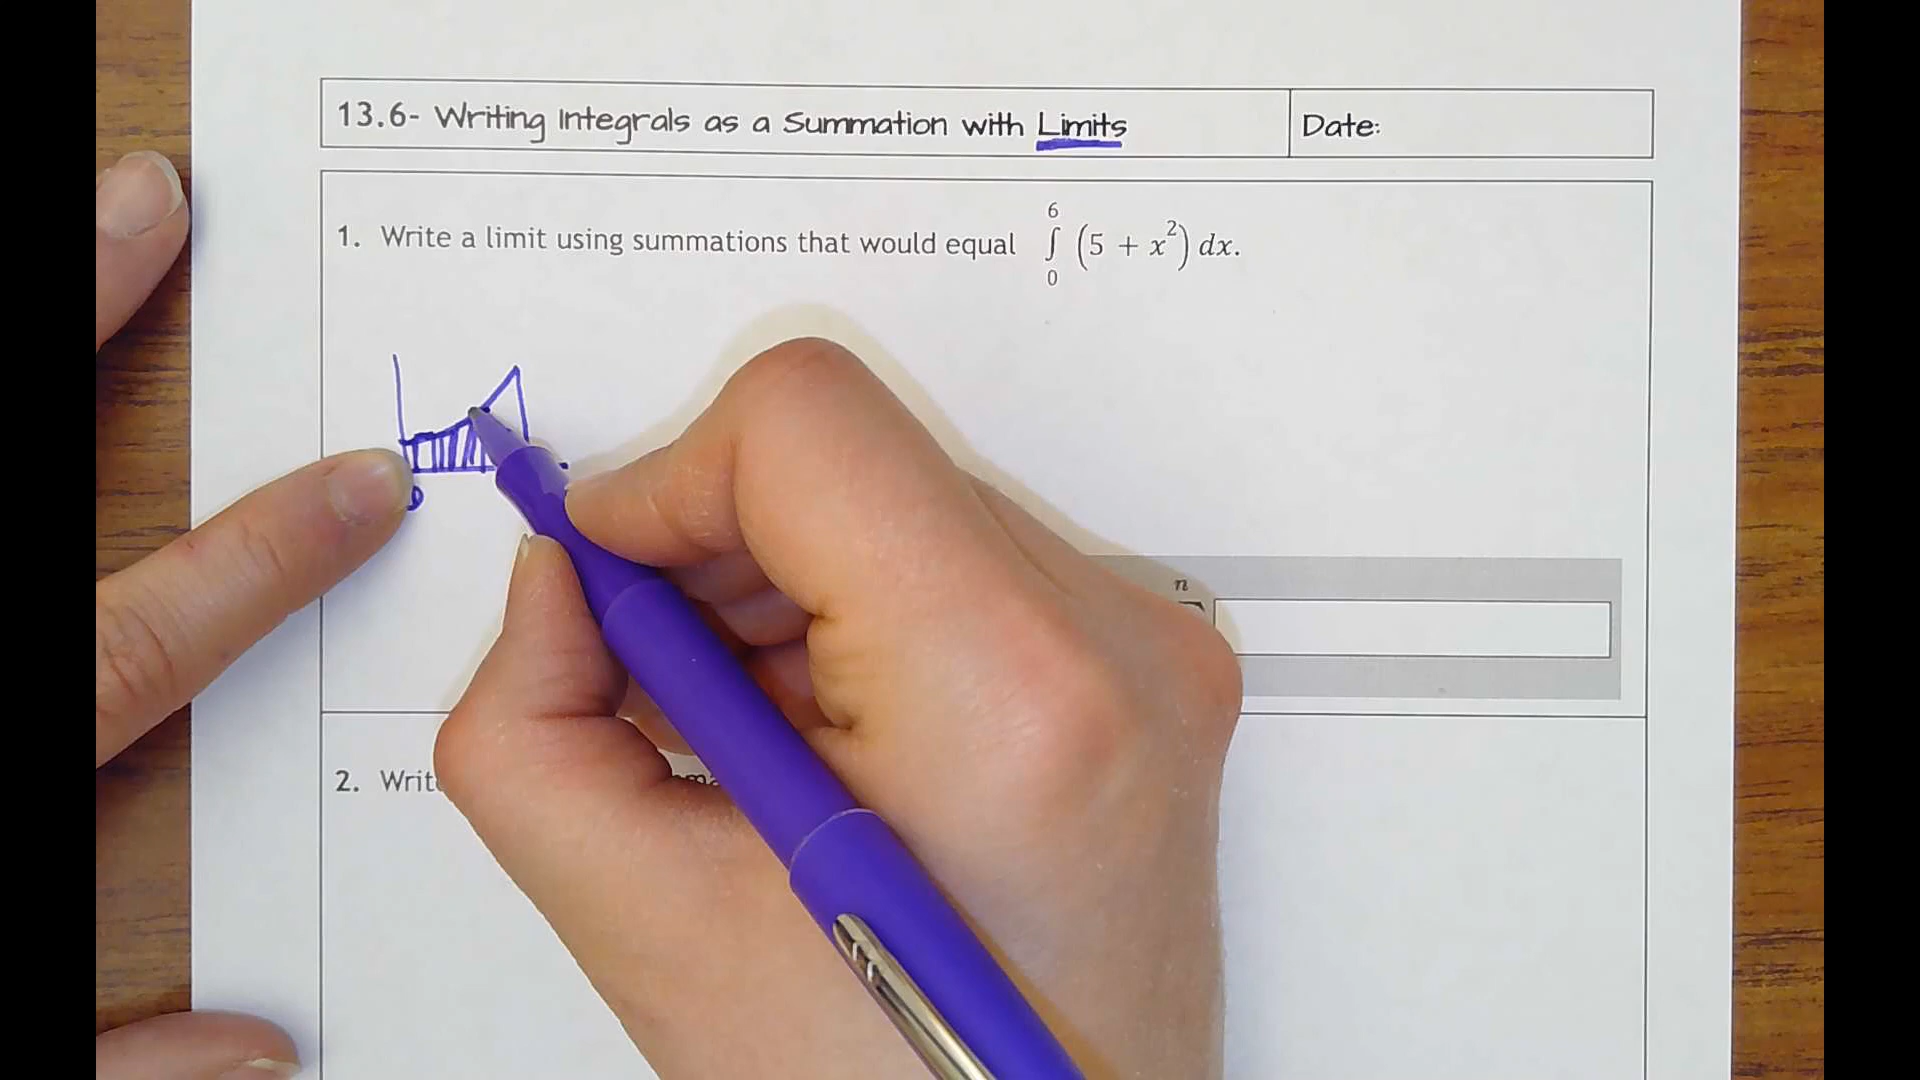 13.6- Writing Integrals as a Summation with Limits
Date:
1. Write a limit using summations that would equal ∫₀⁶ (5 + x²) dx.
0
n
2.